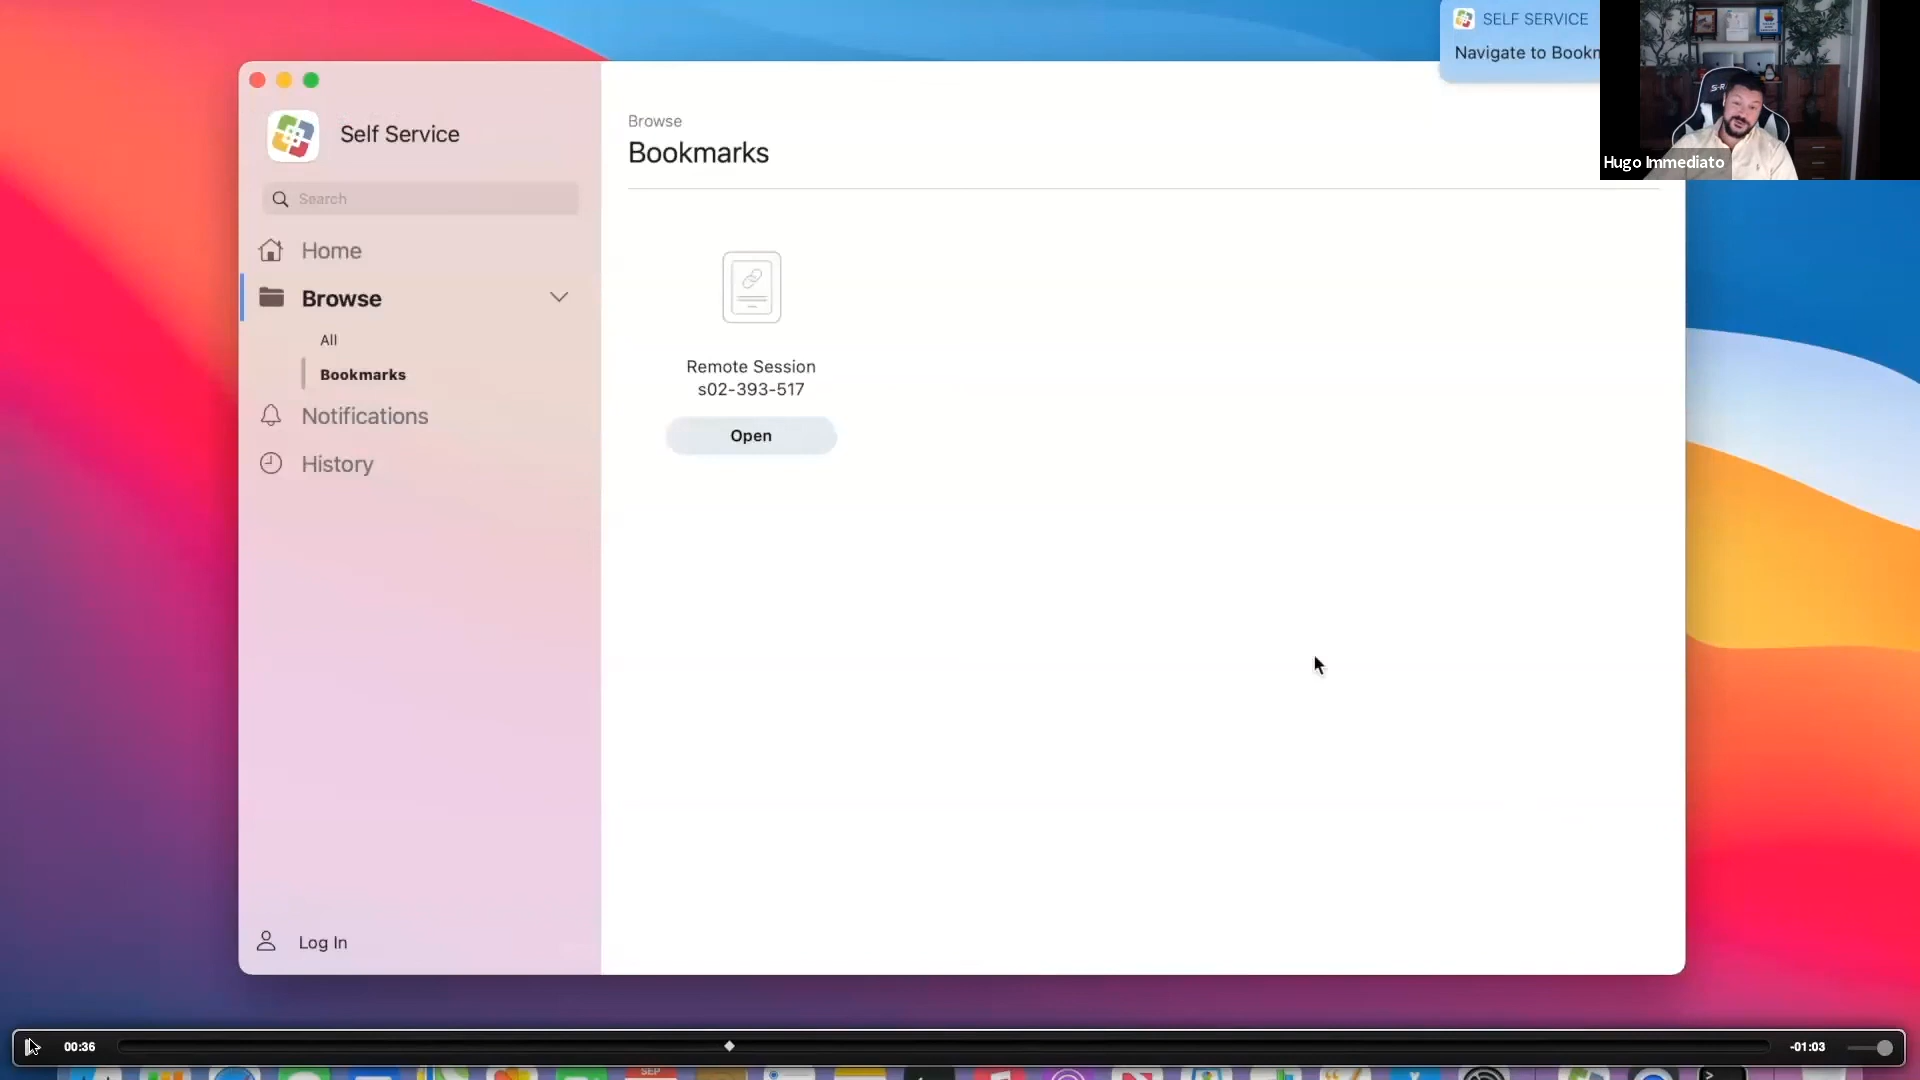 SELF SERVICE
Navigate to Bookm
Hugo Immediato
Self Service
Search
Home
Browse
All
Bookmarks
Notifications
History
Log In
Browse
Bookmarks
Remote Session
s02-393-517
Open
00:36
-01:03
SEP